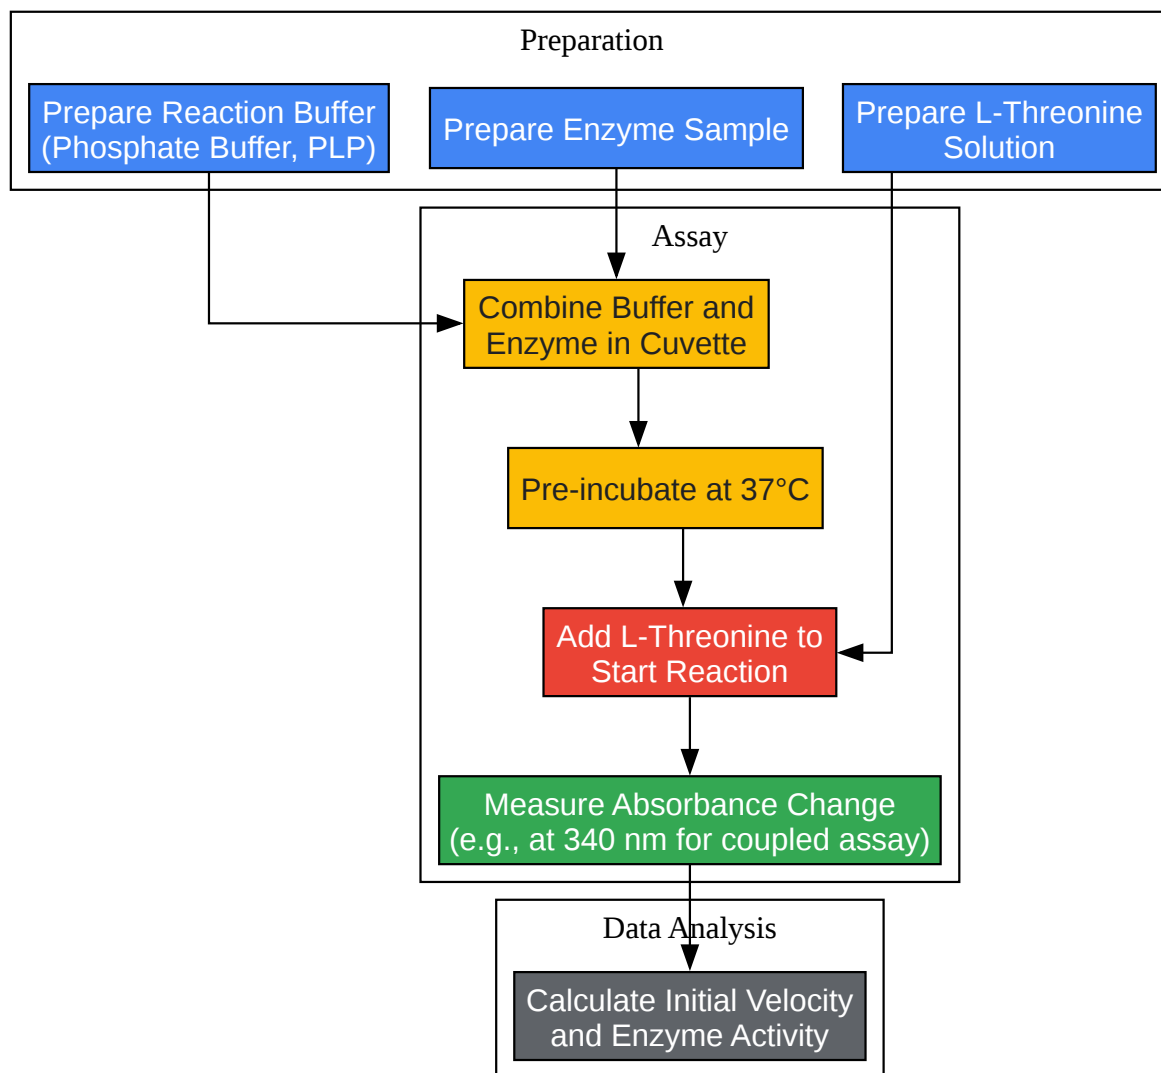 Preparation
Prepare Reaction Buffer
(Phosphate Buffer, PLP)
Prepare Enzyme Sample
Prepare L-Threonine
Solution
Assay
Combine Buffer and
Enzyme in Cuvette
Pre-incubate at 37°C
Add L-Threonine to
Start Reaction
Measure Absorbance Change
(e.g., at 340 nm for coupled assay)
Data Analysis
Calculate Initial Velocity
and Enzyme Activity